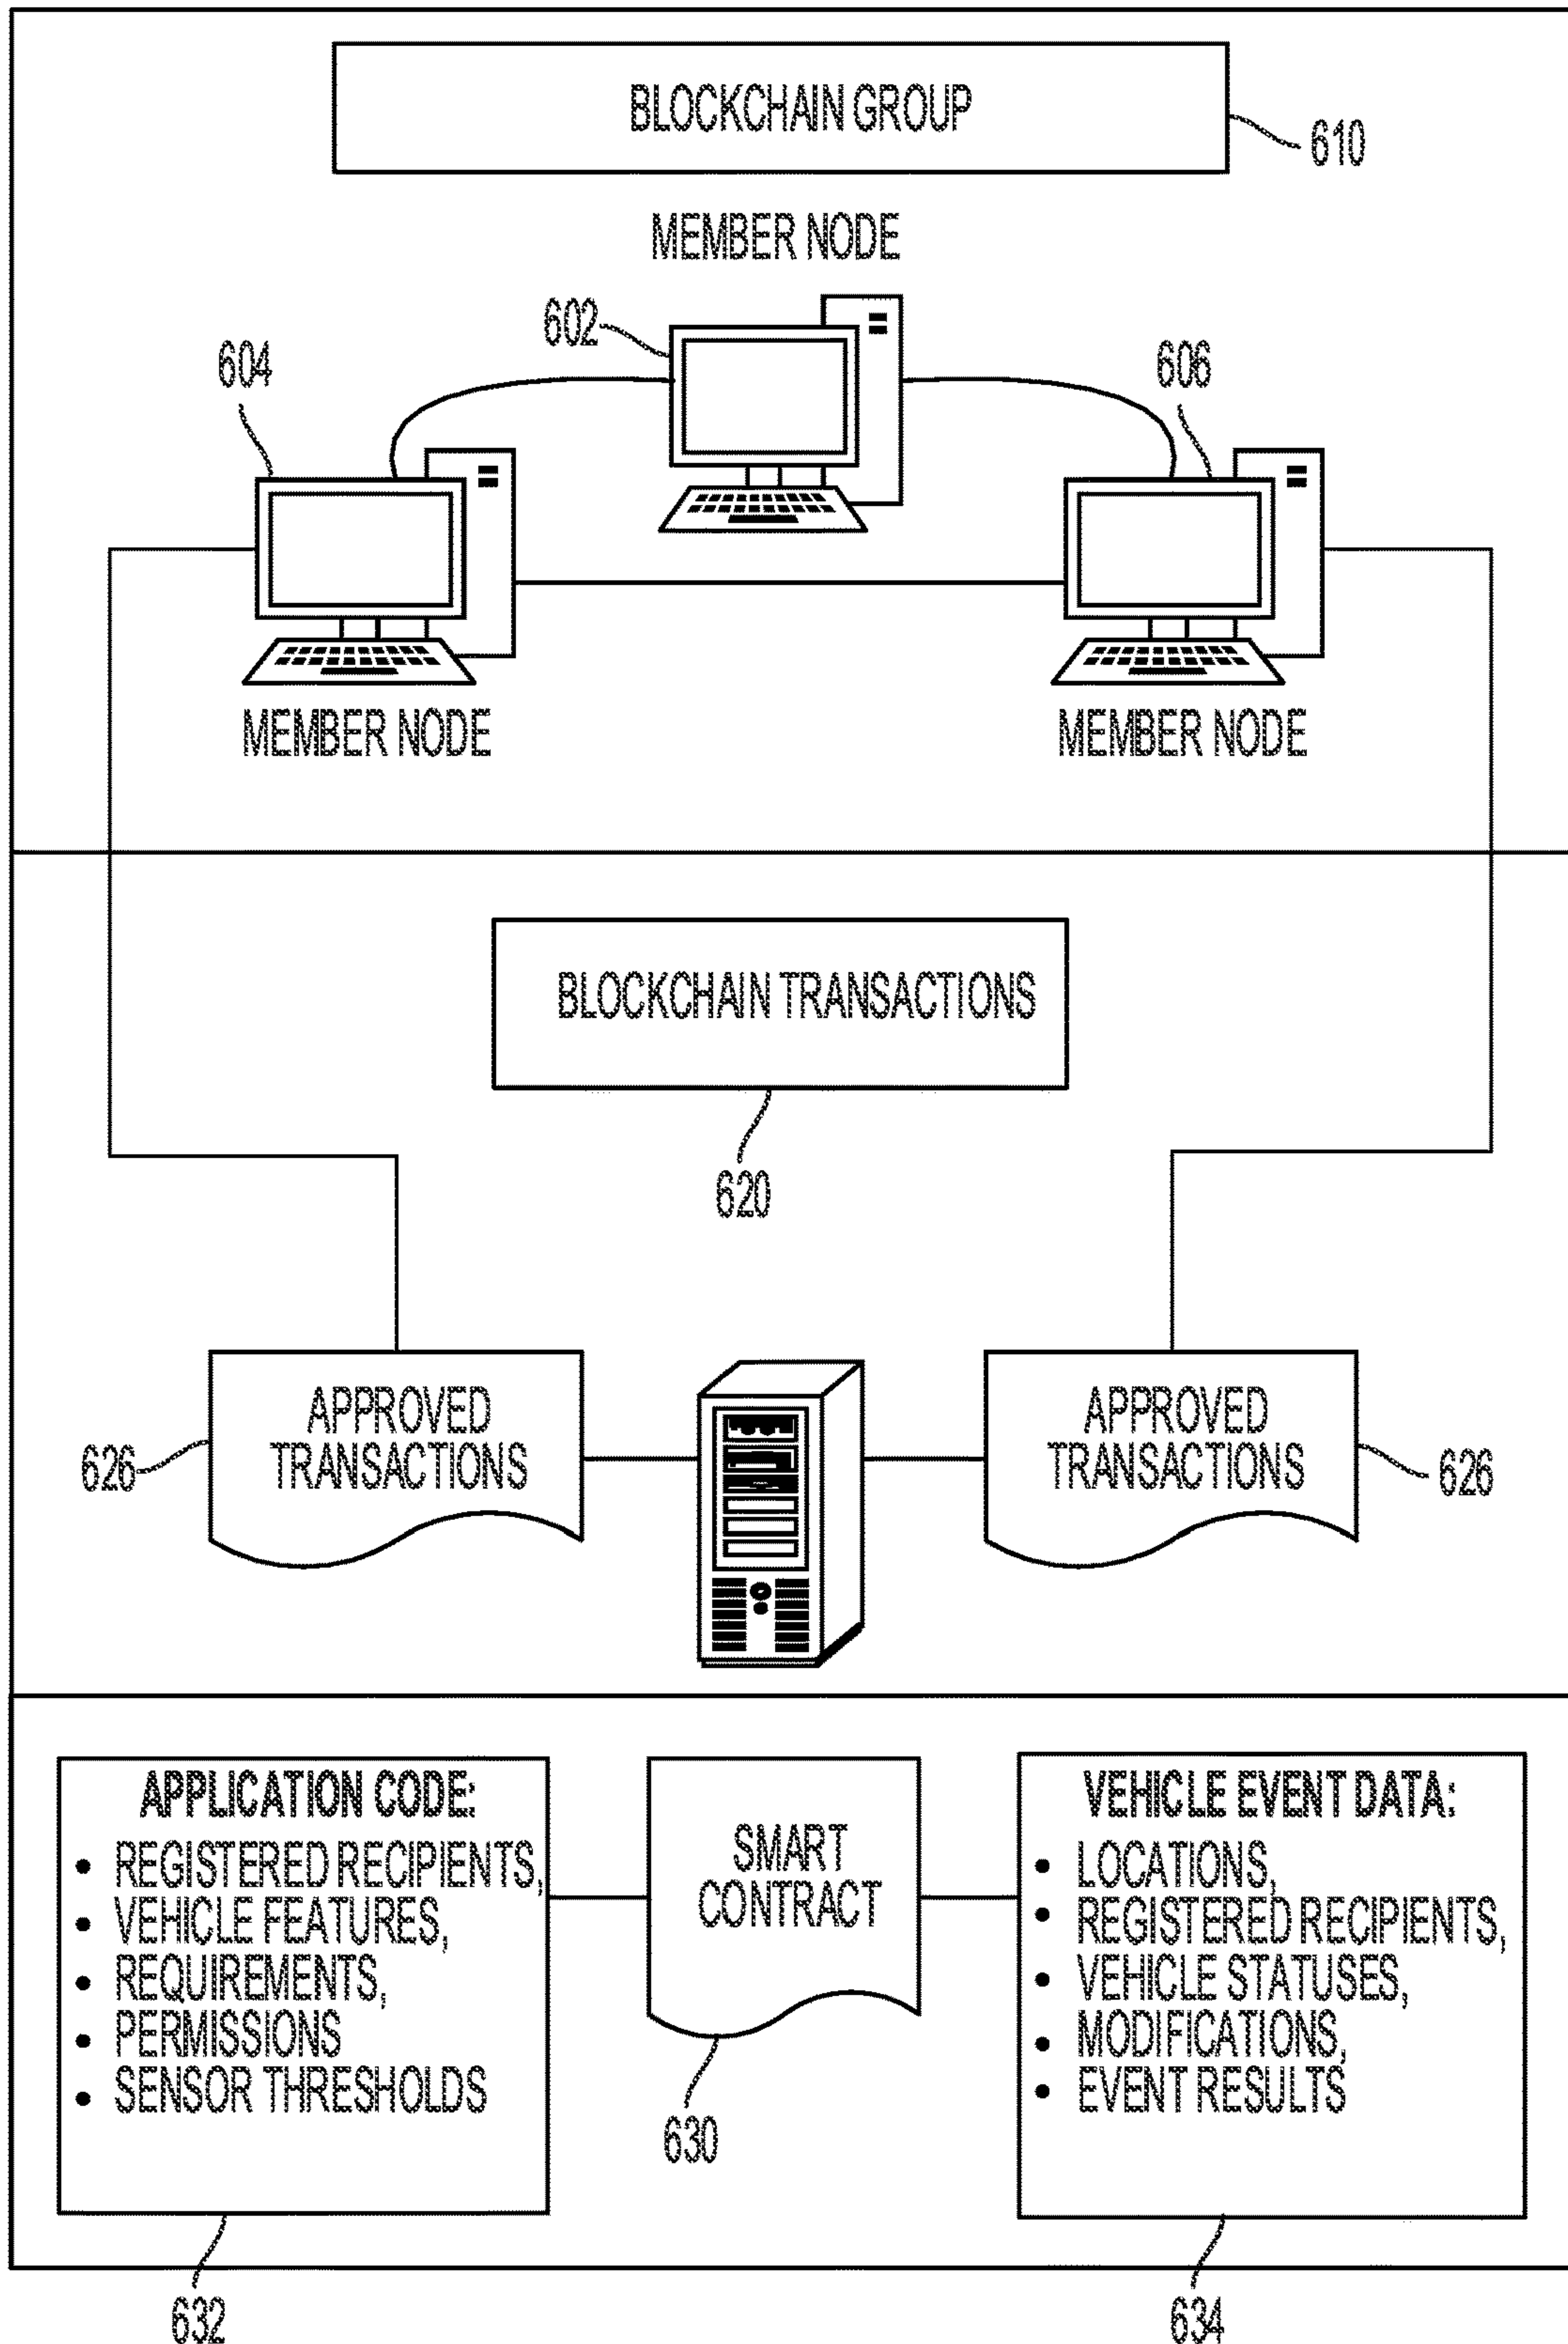 BLOCKCHAIN GROUP
610
MEMBER NODE
602
604
606
MEMBER NODE
MEMBER NODE
BLOCKCHAIN TRANSACTIONS
620
APPROVED
TRANSACTIONS
626
APPROVED
TRANSACTIONS
626
APPLICATION CODE:
• REGISTERED RECIPIENTS,
• VEHICLE FEATURES,
• REQUIREMENTS,
• PERMISSIONS
• SENSOR THRESHOLDS
632
SMART
CONTRACT
630
VEHICLE EVENT DATA:
• LOCATIONS,
• REGISTERED RECIPIENTS,
• VEHICLE STATUSES,
• MODIFICATIONS,
• EVENT RESULTS
634